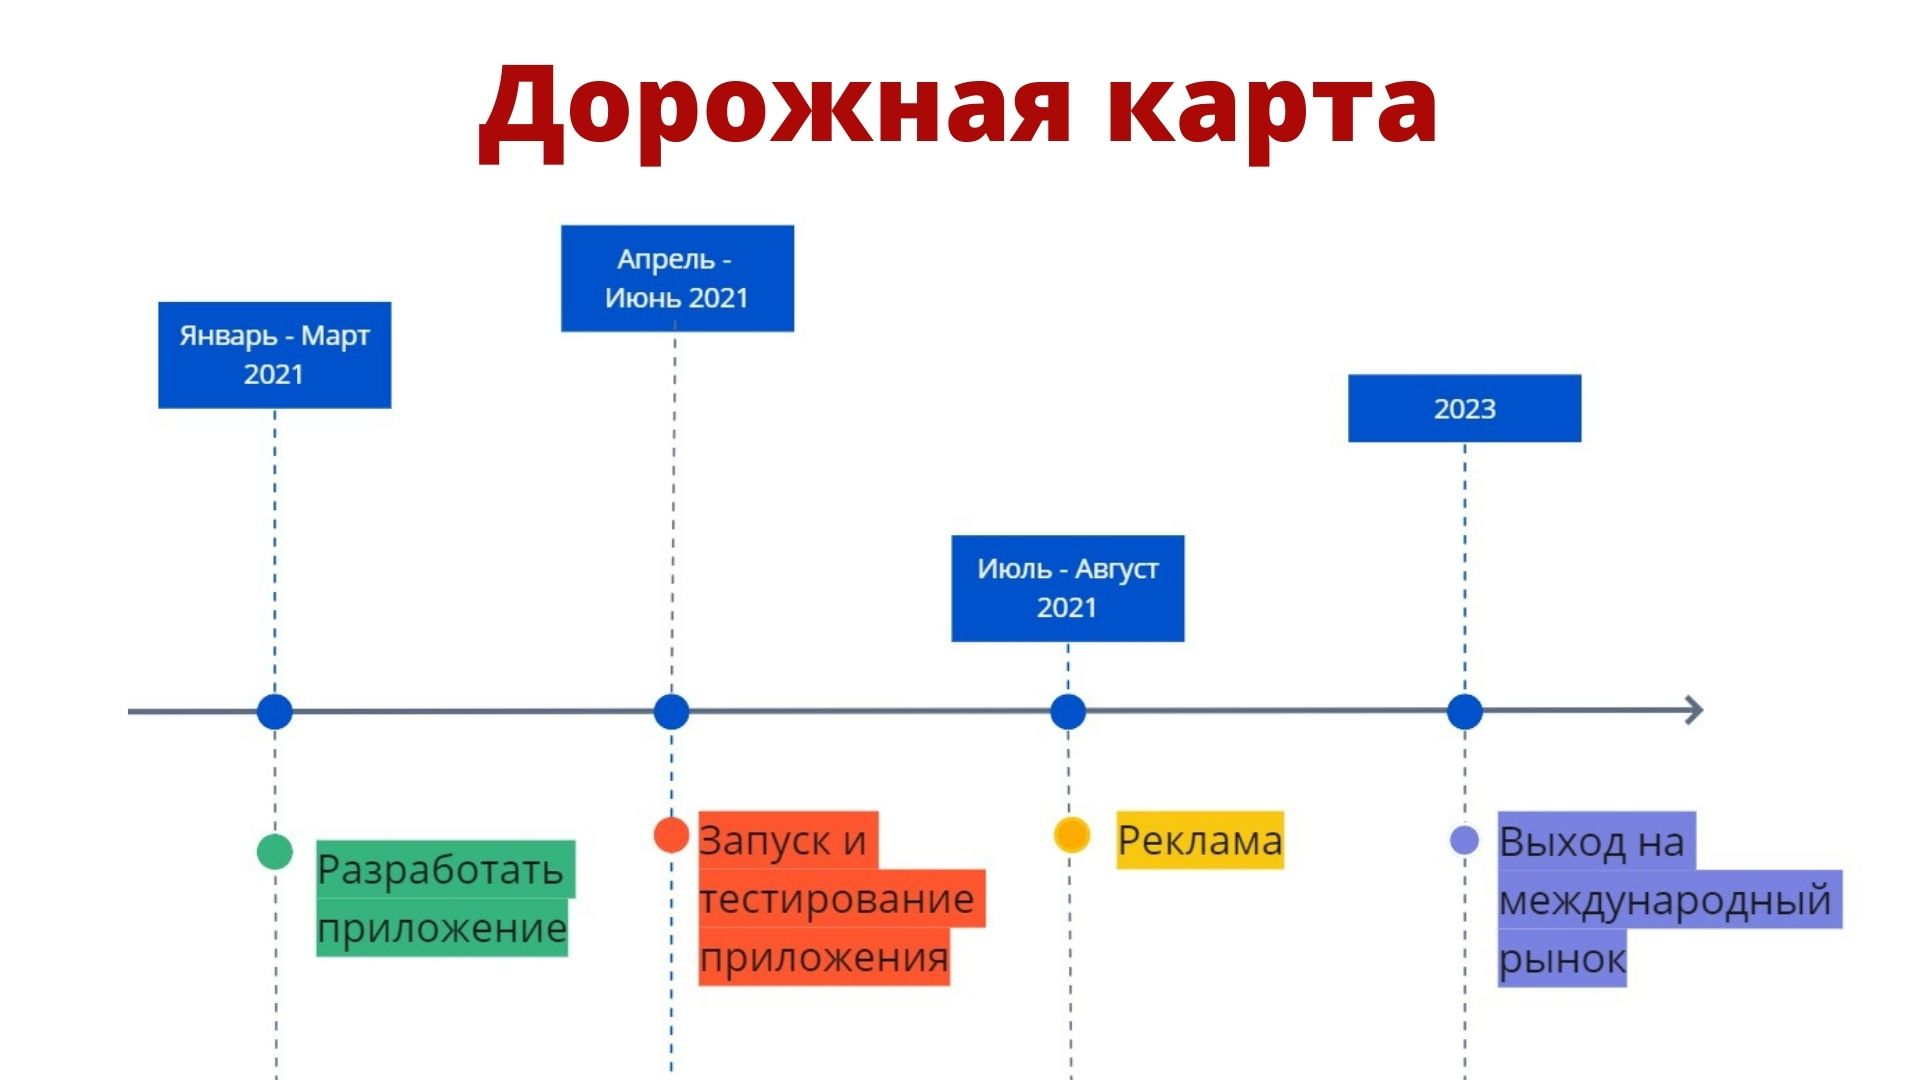 Дорожная карта
Январь - Март
2021
Апрель -
Июнь 2021
Июль - Август
2021
2023
Разработать
приложение
Запуск и
тестирование
приложения
Реклама
Выход на
международный
рынок